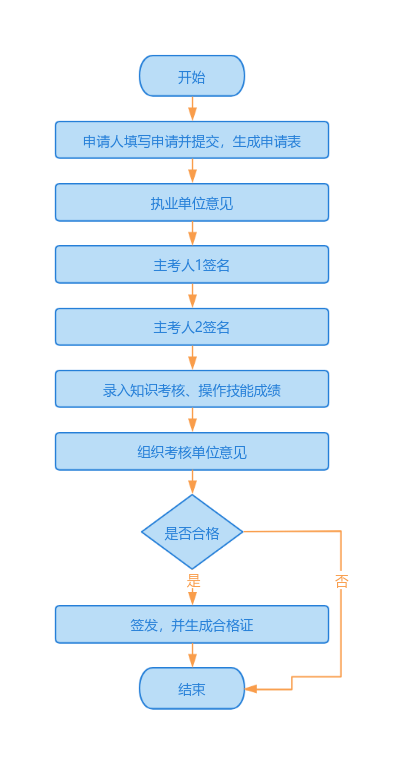 开始
申请人填写申请并提交，生成申请表
执业单位意见
主考人1签名
主考人2签名
录入知识考核、操作技能成绩
组织考核单位意见
是否合格
是
否
签发，并生成合格证
结束